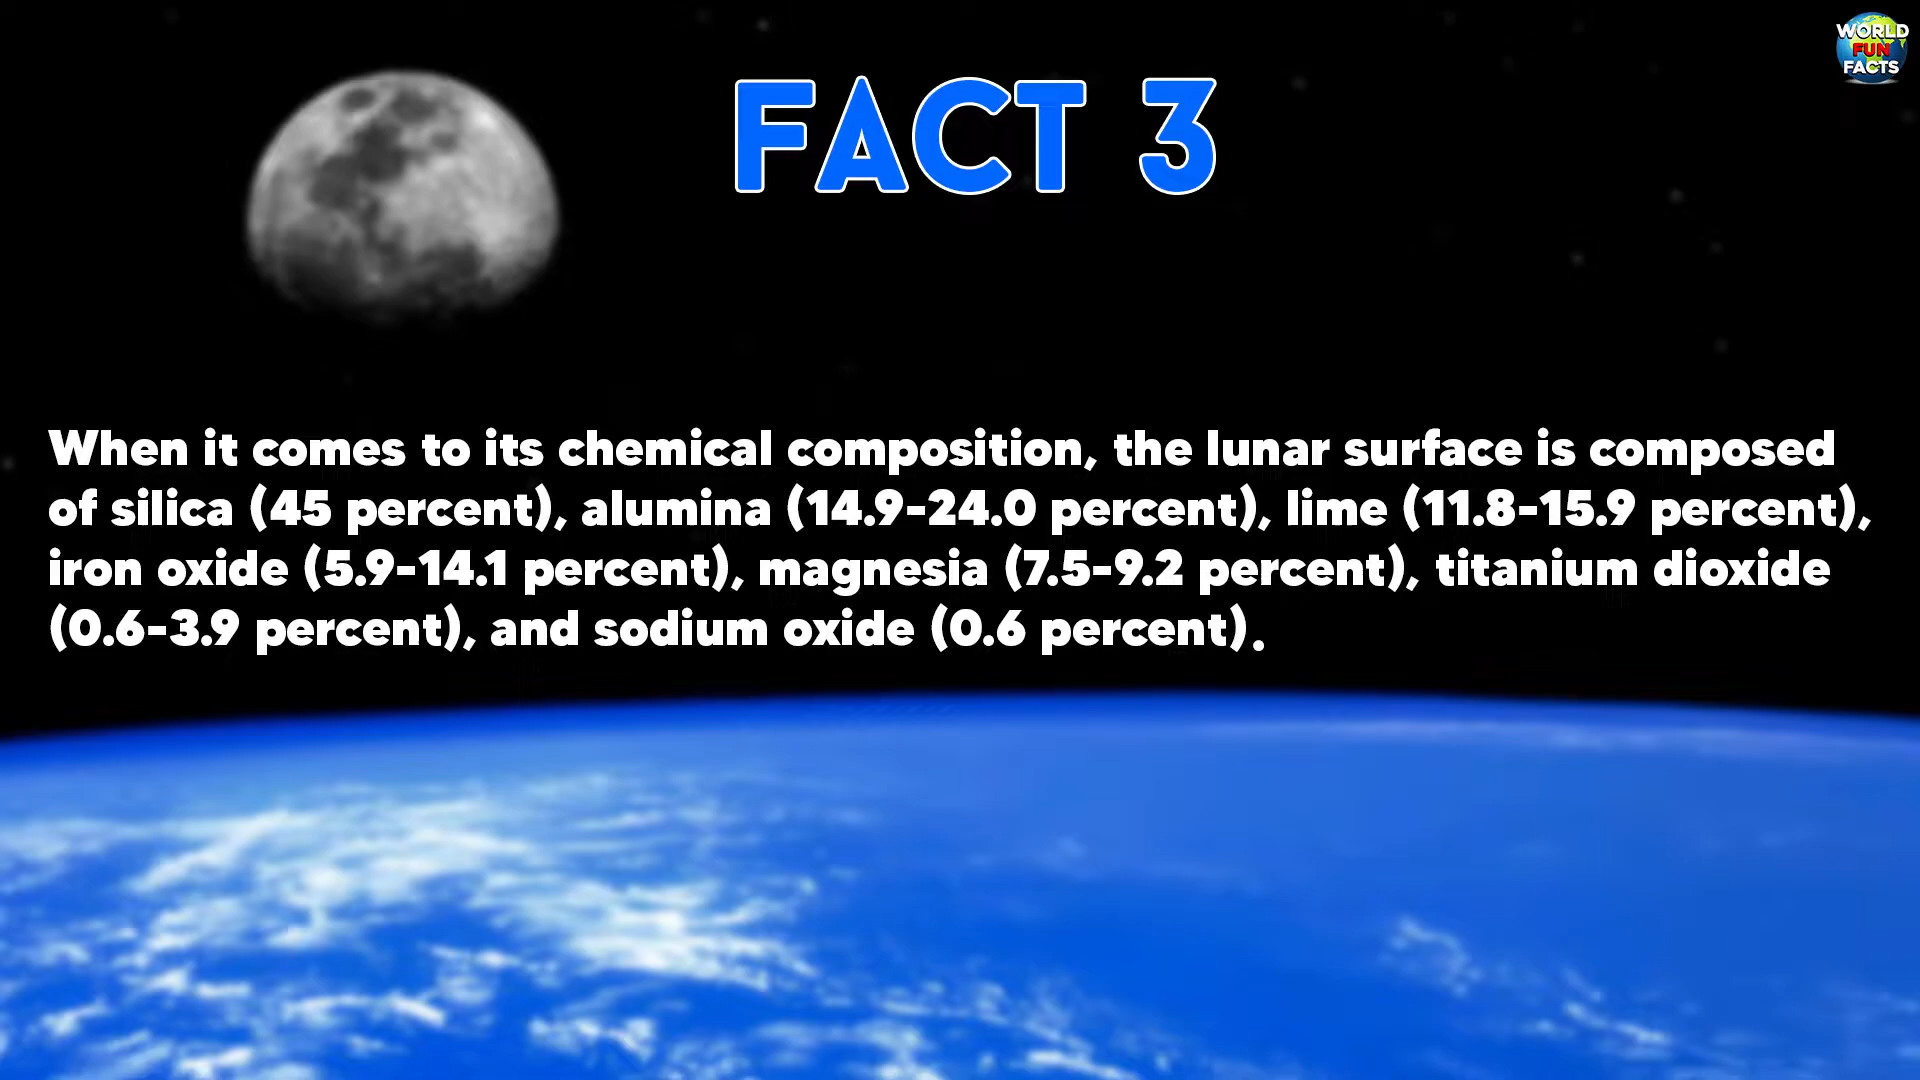 WORLD
FUN
FACTS
FACT 3
When it comes to its chemical composition, the lunar surface is composed
of silica (45 percent), alumina (14.9-24.0 percent), lime (11.8-15.9 percent),
iron oxide (5.9-14.1 percent), magnesia (7.5-9.2 percent), titanium dioxide
(0.6-3.9 percent), and sodium oxide (0.6 percent).